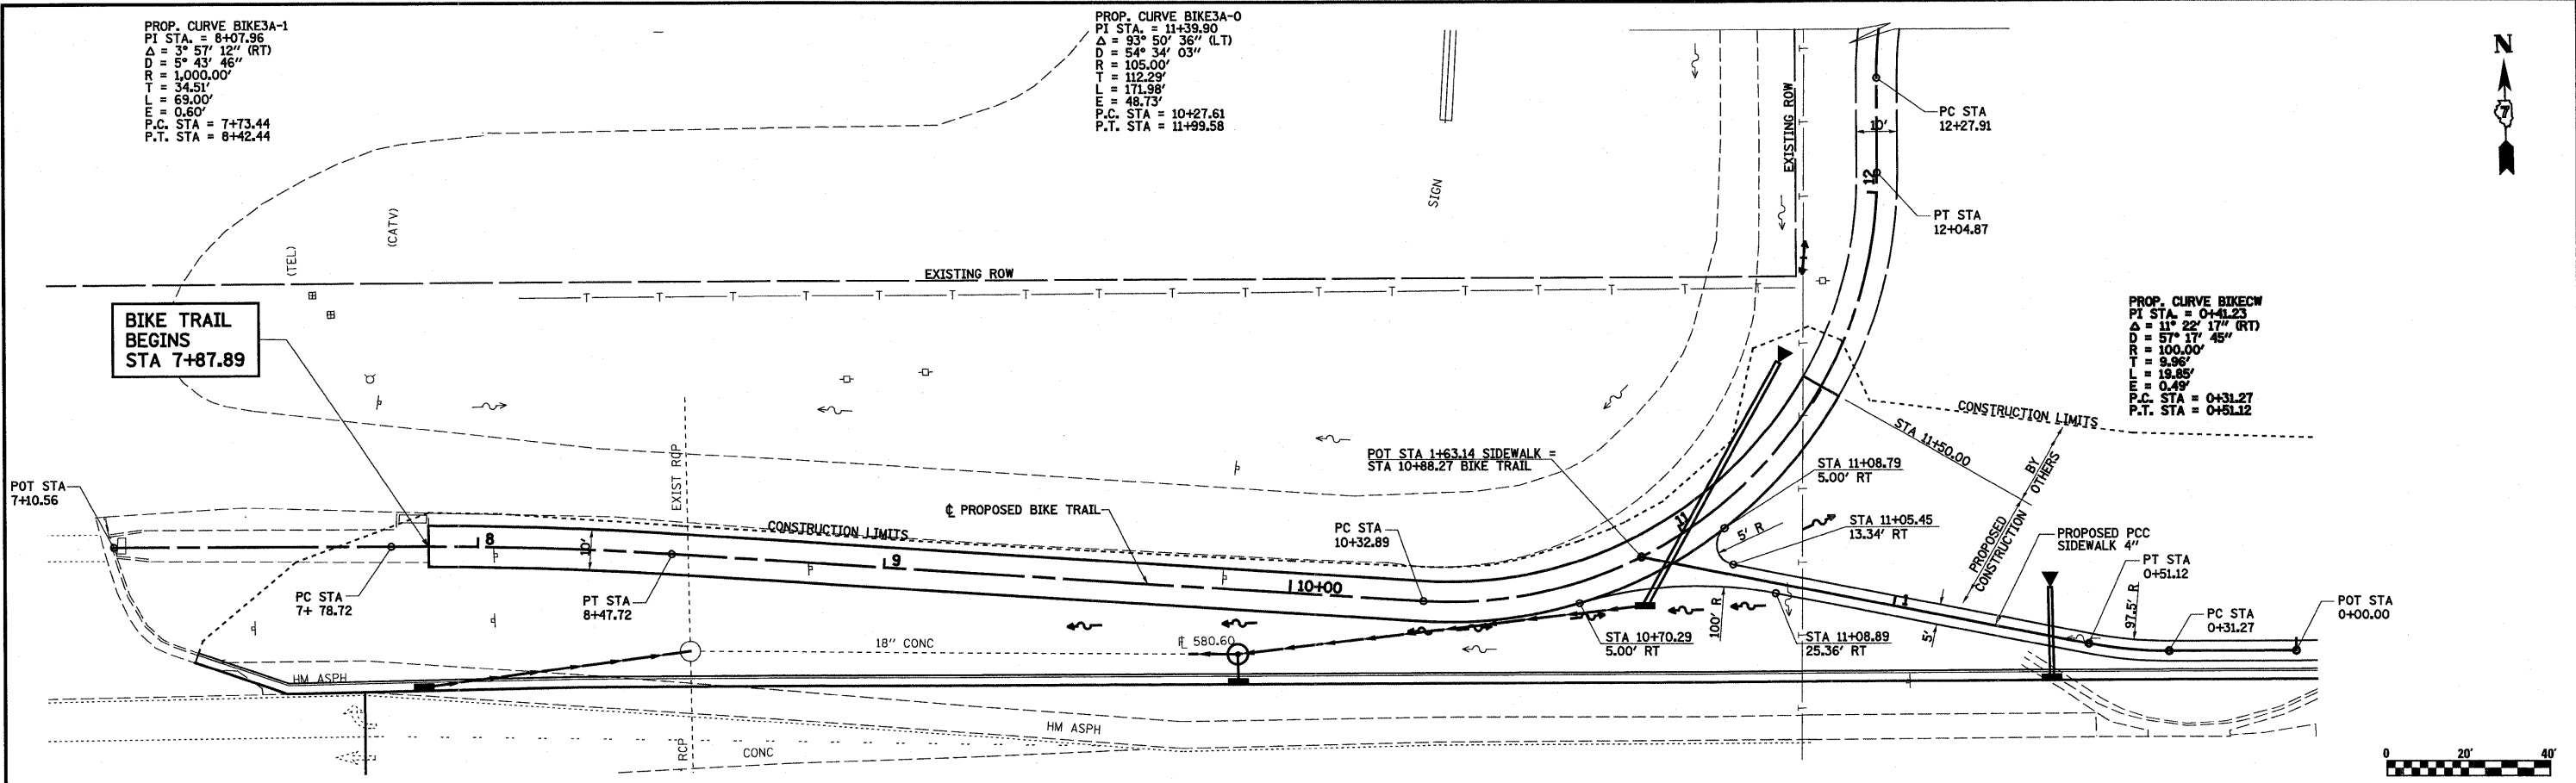 PROP. CURVE BIKE3A-1
PI STA. = 8+07.96
Δ = 3° 57' 12" (RT)
D = 5° 43' 46"
R = 1,000.00'
T = 34.51'
L = 69.00'
E = 0.60'
P.C. STA = 7+73.44
P.T. STA = 8+42.44
PROP. CURVE BIKE3A-0
PI STA. = 11+39.90
Δ = 93° 50' 36" (LT)
D = 54° 34' 03"
R = 105.00'
T = 112.29'
L = 171.98'
E = 48.73'
P.C. STA = 10+27.61
P.T. STA = 11+99.58
N
7
EXISTING ROW
PC STA
12+27.91
10'
12
PT STA
12+04.87
SIGN
(CATV)
(TEL)
EXISTING ROW
T T T T T T T T T T T T T T T T T
BIKE TRAIL
BEGINS
STA 7+87.89
PROP. CURVE BIKECW
PI STA. = 0+41.23
Δ = 11° 22' 17" (RT)
D = 57° 17' 45"
R = 100.00'
T = 9.96'
L = 19.85'
E = 0.49'
P.C. STA = 0+31.27
P.T. STA = 0+51.12
CONSTRUCTION LIMITS
STA 11+50.00
BY
OTHERS
PROPOSED
CONSTRUCTION
POT STA 1+63.14 SIDEWALK =
STA 10+88.27 BIKE TRAIL
STA 11+08.79
5.00' RT
EXIST RCP
POT STA
7+10.56
℄ PROPOSED BIKE TRAIL
CONSTRUCTION LIMITS
PC STA
10+32.89
11
5' R
STA 11+05.45
13.34' RT
PROPOSED PCC
SIDEWALK 4"
PT STA
0+51.12
8
10'
9
10+00
PC STA
7+ 78.72
PT STA
8+47.72
1
5'
97.5' R
PC STA
0+31.27
POT STA
0+00.00
18" CONC
580.60
STA 10+70.29
5.00' RT
100' R
STA 11+08.89
25.36' RT
HM ASPH
HM ASPH
RCP
CONC
0 20' 40'